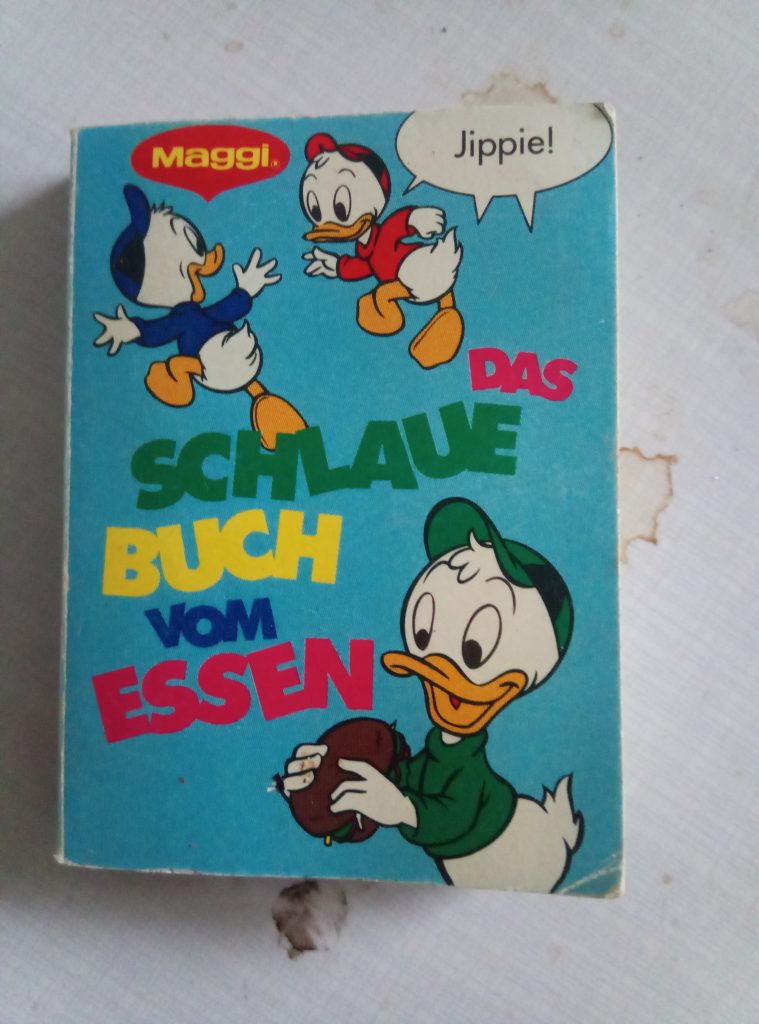 Maggi®
Jippie!
DAS
SCHLAUE
BUCH
VOM
ESSEN